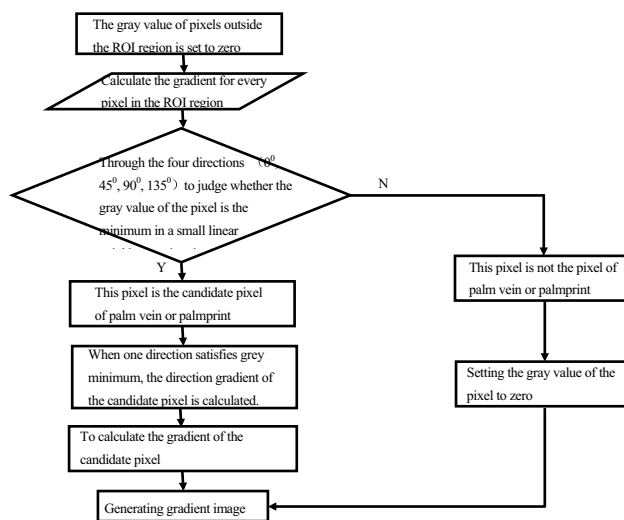 The gray value of pixels outside
the ROI region is set to zero
Calculate the gradient for every
pixel in the ROI region
Through the four directions （0⁰,
45⁰, 90⁰, 135⁰）to judge whether the
gray value of the pixel is the
minimum in a small linear
N
Y
This pixel is the candidate pixel
of palm vein or palmprint
This pixel is not the pixel of
palm vein or palmprint
When one direction satisfies grey
minimum, the direction gradient of
the candidate pixel is calculated.
Setting the gray value of the
pixel to zero
To calculate the gradient of the
candidate pixel
Generating gradient image